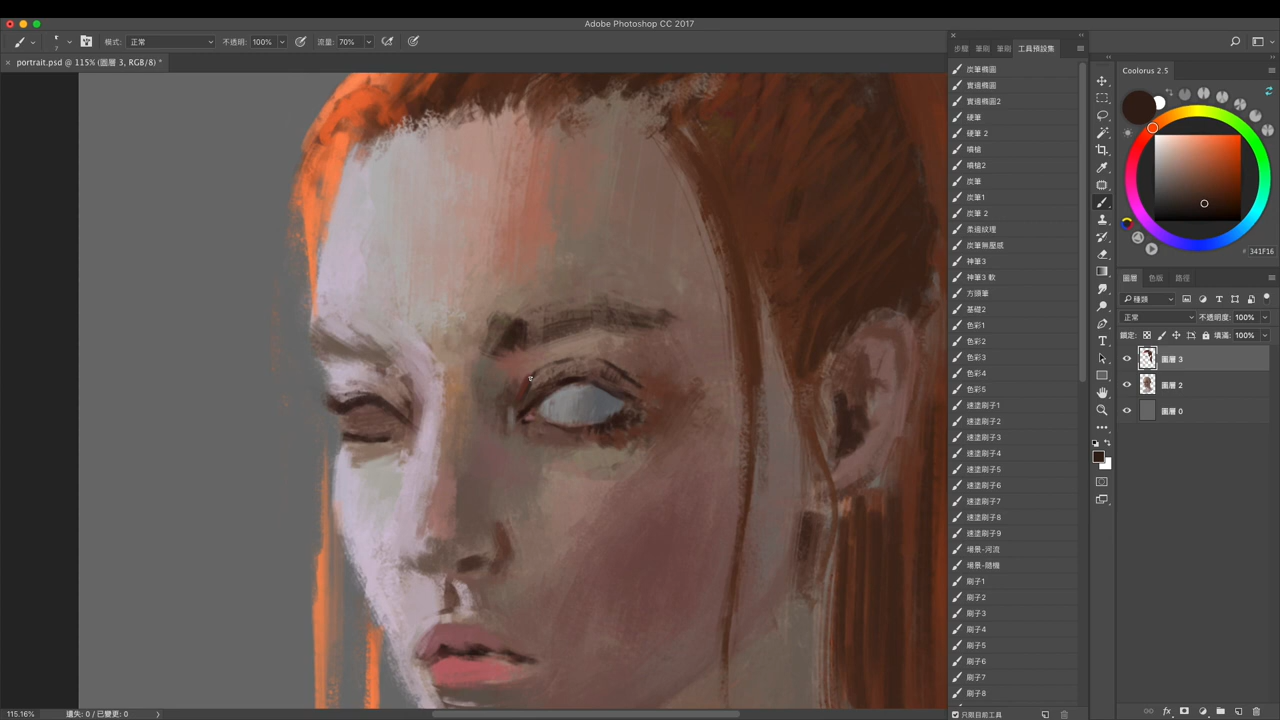 Adobe Photoshop CC 2017
模式: 正常 不透明: 100% 流量: 70%
portrait.psd @ 115% (圖層 3, RGB/8) *
步驟 筆刷 筆刷 工具預設集
炭筆橢圓
實邊橢圓
實邊橢圓2
硬筆
硬筆 2
噴槍
噴槍2
炭筆
炭筆1
炭筆 2
柔邊紋理
炭筆無壓感
神筆3
神筆3 軟
方頭筆
基礎2
色彩1
色彩2
色彩3
色彩4
色彩5
速塗刷子1
速塗刷子2
速塗刷子3
速塗刷子4
速塗刷子5
速塗刷子6
速塗刷子7
速塗刷子8
速塗刷子9
場景-河流
場景-隨機
刷子1
刷子2
刷子3
刷子4
刷子5
刷子6
刷子7
刷子8
只限目前工具
Coolorus 2.5
# 341F16
圖層 色版 路徑
種類
正常 不透明度: 100%
鎖定: 填滿: 100%
圖層 3
圖層 2
圖層 0
115.16% 遺失: 0 / 已變更: 0